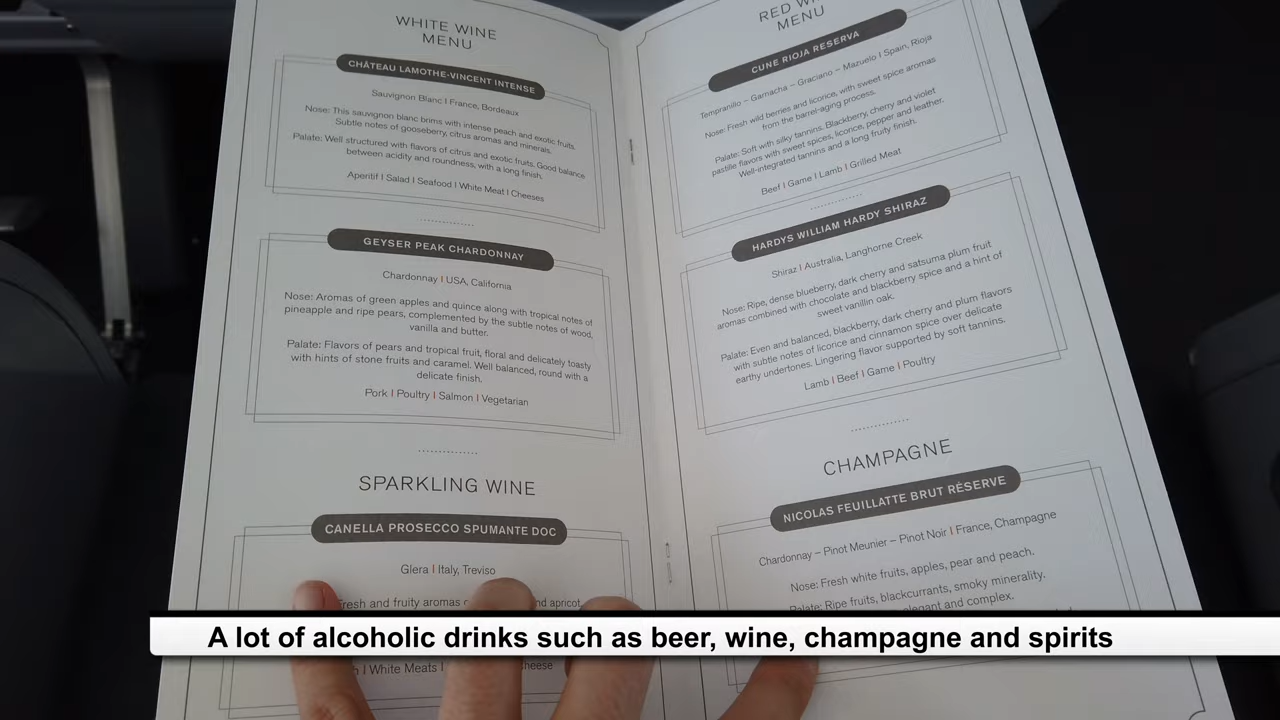 WHITE WINE
MENU
CHÂTEAU LAMOTHE-VINCENT INTENSE
Sauvignon Blanc | France, Bordeaux
Nose: This sauvignon blanc brims with intense peach and exotic fruits.
Subtle notes of gooseberry, citrus aromas and minerals.
Palate: Well structured with flavors of citrus and exotic fruits. Good balance
between acidity and roundness, with a long finish.
Aperitif | Salad | Seafood | White Meat | Cheeses
GEYSER PEAK CHARDONNAY
Chardonnay | USA, California
Nose: Aromas of green apples and quince along with tropical notes of
pineapple and ripe pears, complemented by the subtle notes of wood,
vanilla and butter.
Palate: Flavors of pears and tropical fruit, floral and delicately toasty
with hints of stone fruits and caramel. Well balanced, round with a
delicate finish.
Pork | Poultry | Salmon | Vegetarian
SPARKLING WINE
CANELLA PROSECCO SPUMANTE DOC
Glera | Italy, Treviso
Fresh and fruity aromas
apricot
White Meats |
RED
MENU
CUNE RIOJA RESERVA
Tempranillo – Garnacha – Graciano – Mazuelo | Spain, Rioja
Nose: Fresh wild berries and licorice, with sweet spice aromas
from the barrel-aging process.
Palate: Soft with silky tannins. Blackberry, cherry and violet
pastille flavors with sweet spices, licorice, pepper and leather.
Well-integrated tannins and a long fruity finish.
Beef | Game | Lamb | Grilled Meat
HARDYS WILLIAM HARDY SHIRAZ
Shiraz | Australia, Langhorne Creek
Nose: Ripe, dense blueberry, dark cherry and satsuma plum fruit
aromas combined with chocolate and blackberry spice and a hint of
sweet vanillin oak.
Palate: Even and balanced, blackberry, dark cherry and plum flavors
with subtle notes of licorice and cinnamon spice over delicate
earthy undertones. Lingering flavor supported by soft tannins.
Lamb | Beef | Game | Poultry
CHAMPAGNE
NICOLAS FEUILLATTE BRUT RÉSERVE
Chardonnay – Pinot Meunier – Pinot Noir | France, Champagne
Nose: Fresh white fruits, apples, pear and peach.
Palate: Ripe fruits, blackcurrants, smoky minerality.
and complex.
A lot of alcoholic drinks such as beer, wine, champagne and spirits